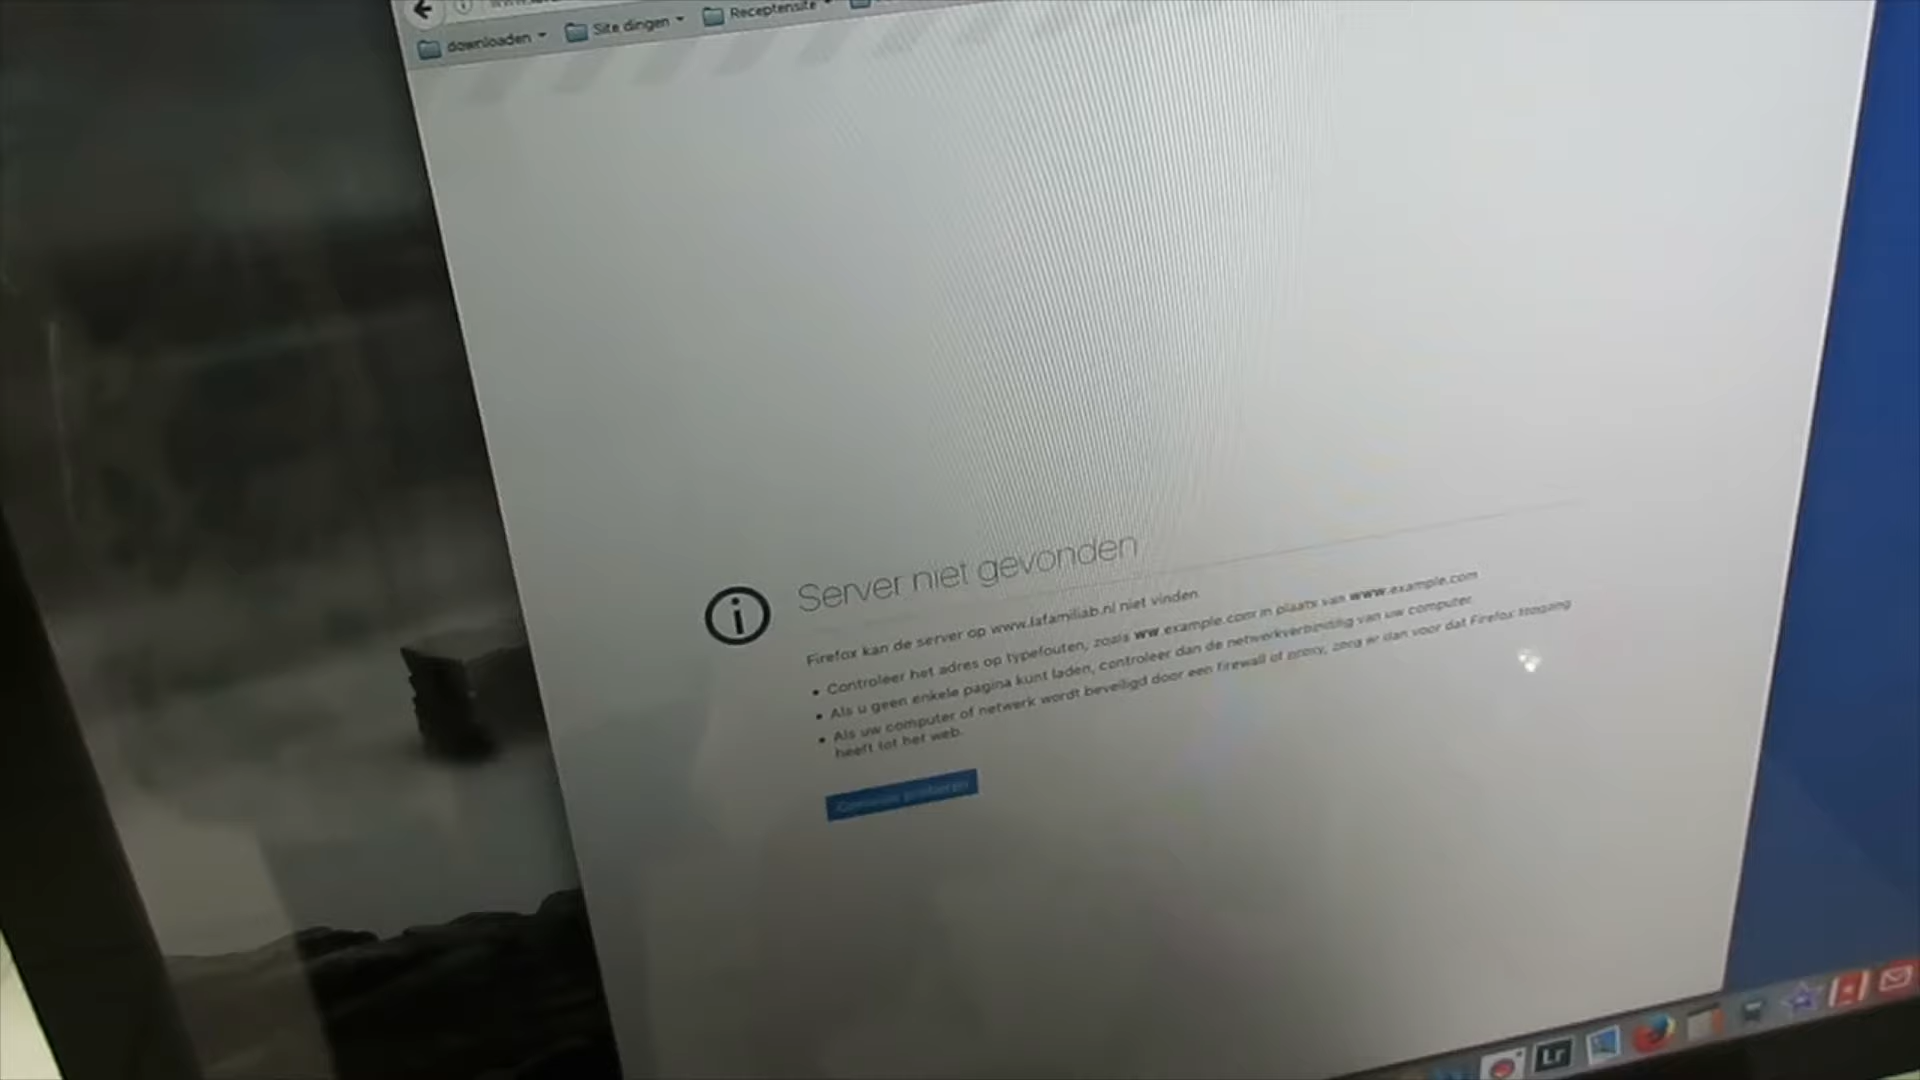 downloaden
Site dingen
Receptensite
Server niet gevonden
Firefox kan de server op www.lafamiliab.nl niet vinden.
Controleer het adres op typefouten, zoals ww.example.com in plaats van www.example.com
Als u geen enkele pagina kunt laden, controleer dan de netwerkverbinding van uw computer.
Als uw computer of netwerk wordt beveiligd door een firewall of proxy, zorg er dan voor dat Firefox toegang
heeft tot het web.
Lr